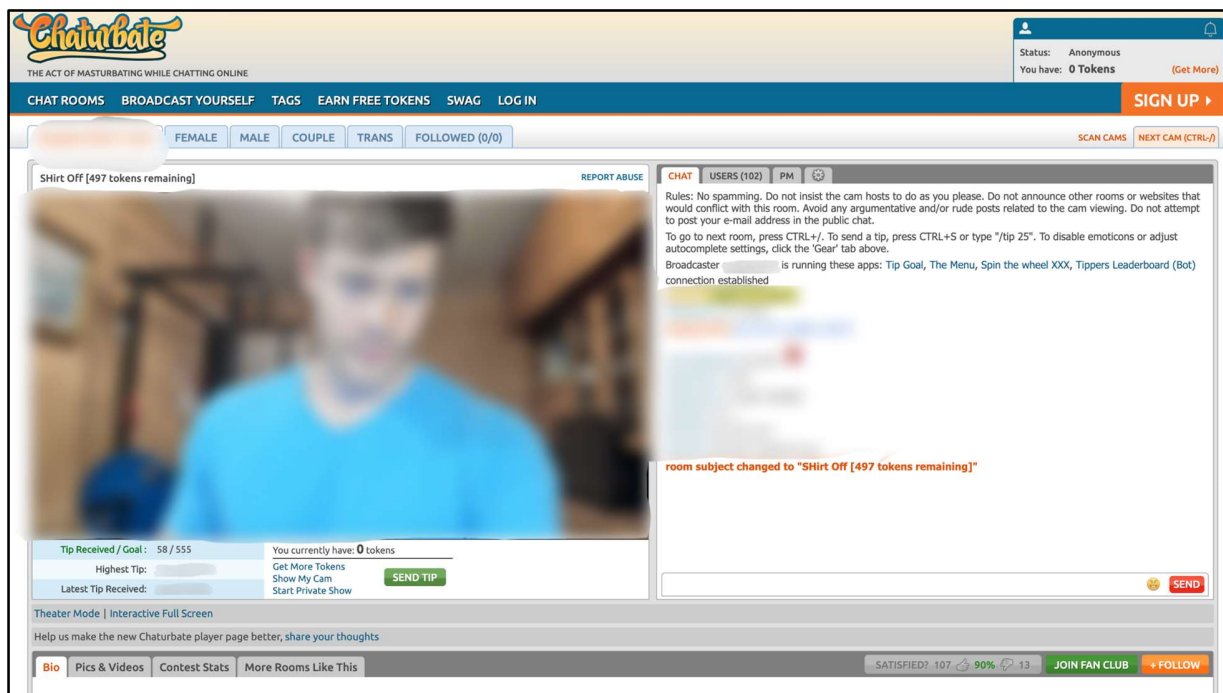 Chaturbate
THE ACT OF MASTURBATING WHILE CHATTING ONLINE
Status: Anonymous
You have: 0 Tokens (Get More)
CHAT ROOMS BROADCAST YOURSELF TAGS EARN FREE TOKENS SWAG LOG IN
SIGN UP
FEMALE MALE COUPLE TRANS FOLLOWED (0/0)
SCAN CAMS NEXT CAM (CTRL-/)
SHirt Off [497 tokens remaining]
REPORT ABUSE
Tip Received / Goal : 58 / 555
Highest Tip:
Latest Tip Received:
You currently have: 0 tokens
Get More Tokens
Show My Cam
Start Private Show
SEND TIP
CHAT USERS (102) PM
Rules: No spamming. Do not insist the cam hosts to do as you please. Do not announce other rooms or websites that
would conflict with this room. Avoid any argumentative and/or rude posts related to the cam viewing. Do not attempt
to post your e-mail address in the public chat.
To go to next room, press CTRL+/. To send a tip, press CTRL+S or type "/tip 25". To disable emoticons or adjust
autocomplete settings, click the 'Gear' tab above.
Broadcaster is running these apps: Tip Goal, The Menu, Spin the wheel XXX, Tippers Leaderboard (Bot)
connection established
room subject changed to "SHirt Off [497 tokens remaining]"
SEND
Theater Mode | Interactive Full Screen
Help us make the new Chaturbate player page better, share your thoughts
Bio Pics & Videos Contest Stats More Rooms Like This
SATISFIED? 107 90% 13 JOIN FAN CLUB + FOLLOW